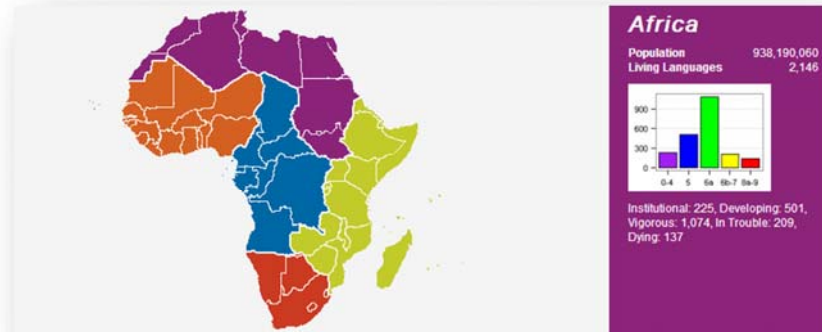 Africa
Population 938,190,060
Living Languages 2,146
900
600
300
0
0-4 5 6a 6b-7 8a-9
Institutional: 225, Developing: 501,
Vigorous: 1,074, In Trouble: 209,
Dying: 137